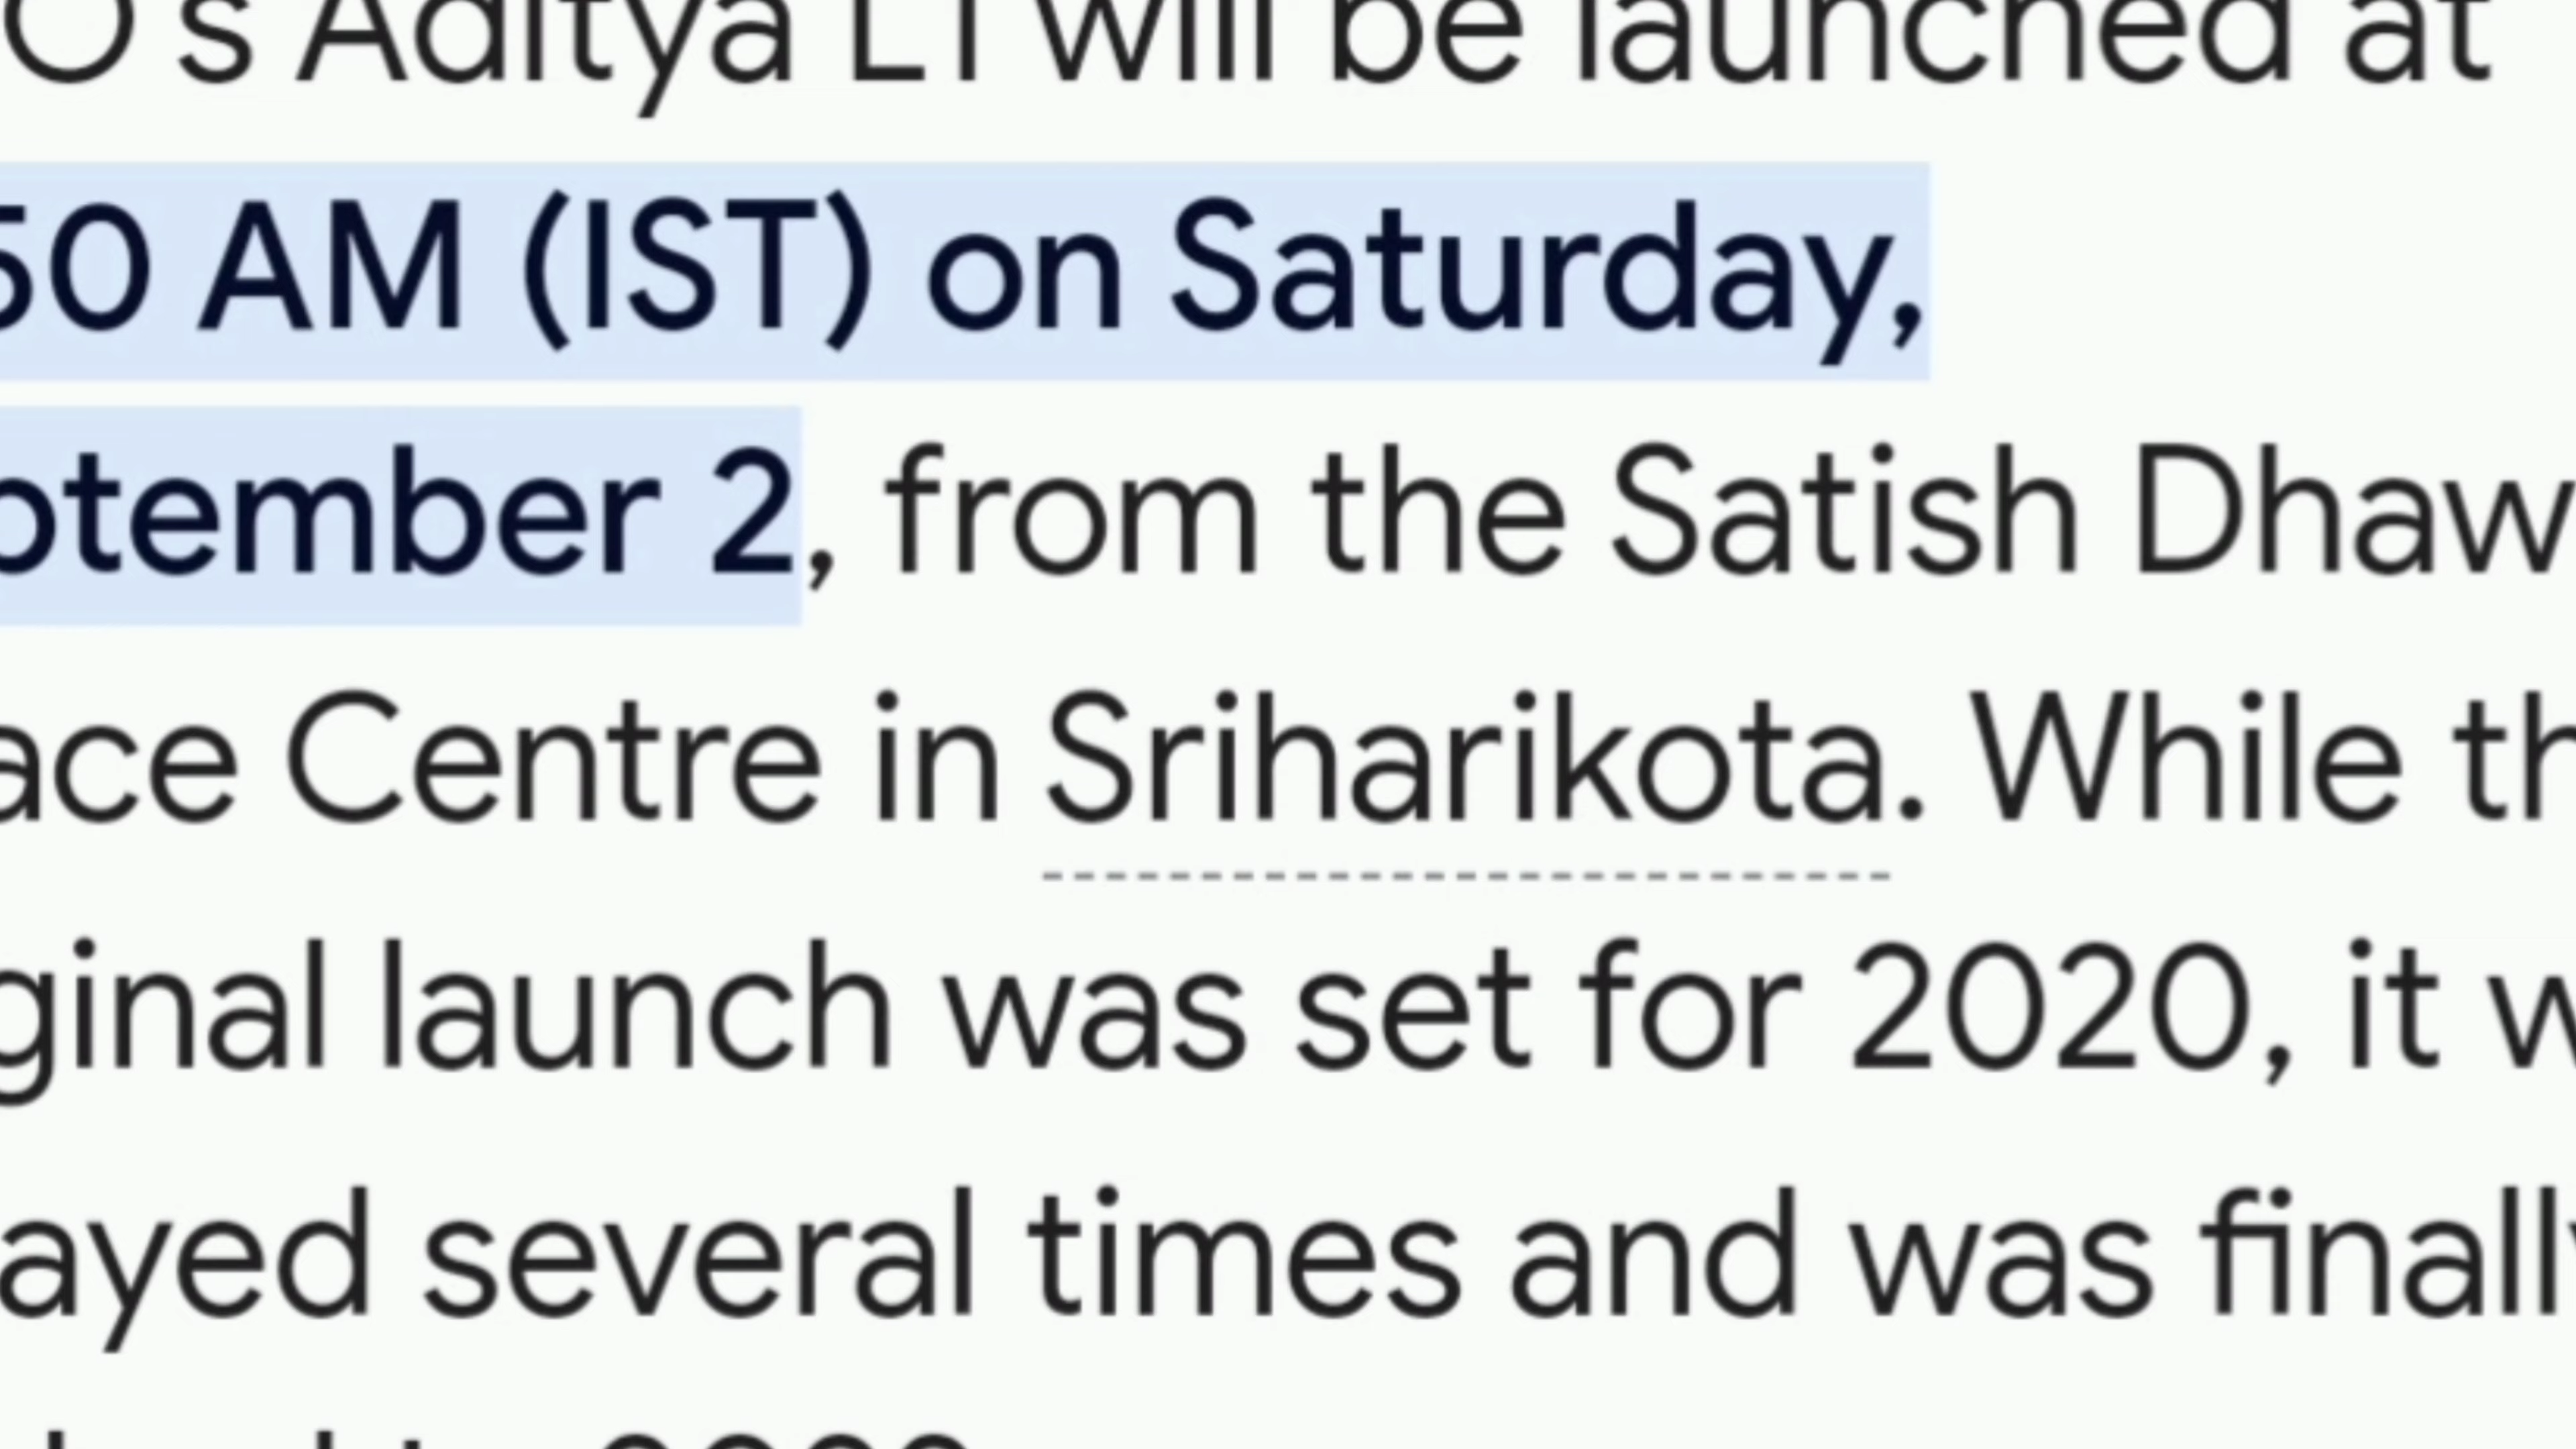 O's Aditya L1 will be launched at
50 AM (IST) on Saturday,
ptember 2, from the Satish Dhaw
ace Centre in Sriharikota. While th
ginal launch was set for 2020, it w
ayed several times and was finally